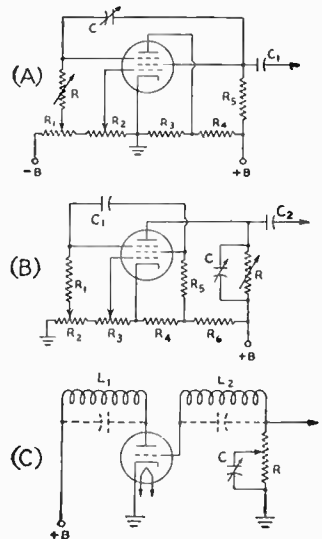 (A)
C
C₁
R
R₅
R₁
R₂
R₃
R₄
-B
+B
C₁
C₂
(B)
R₁
R₅
C
R
R₂
R₃
R₄
R₆
+B
L₁
L₂
(C)
C
R
+B